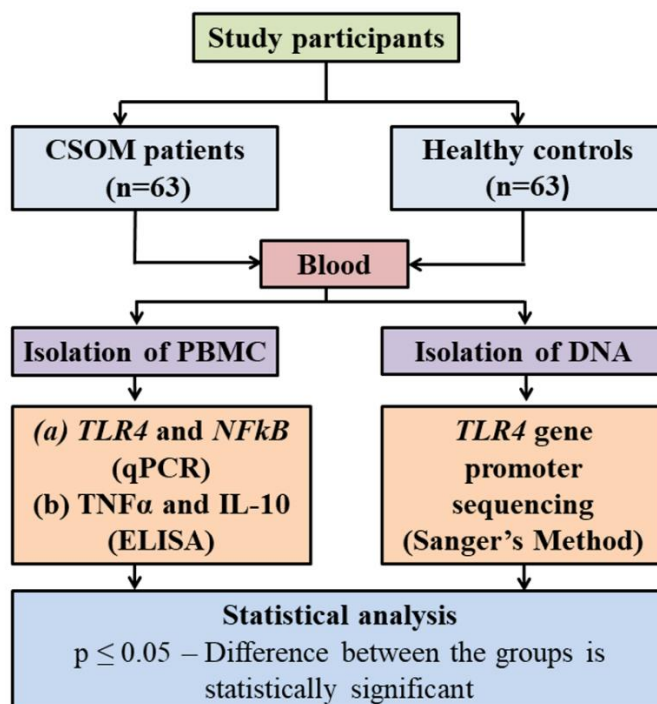 Study participants
CSOM patients
(n=63)
Healthy controls
(n=63)
Blood
Isolation of PBMC
Isolation of DNA
(a) TLR4 and NFkB
(qPCR)
(b) TNFα and IL-10
(ELISA)
TLR4 gene
promoter
sequencing
(Sanger's Method)
Statistical analysis
p ≤ 0.05 – Difference between the groups is
statistically significant